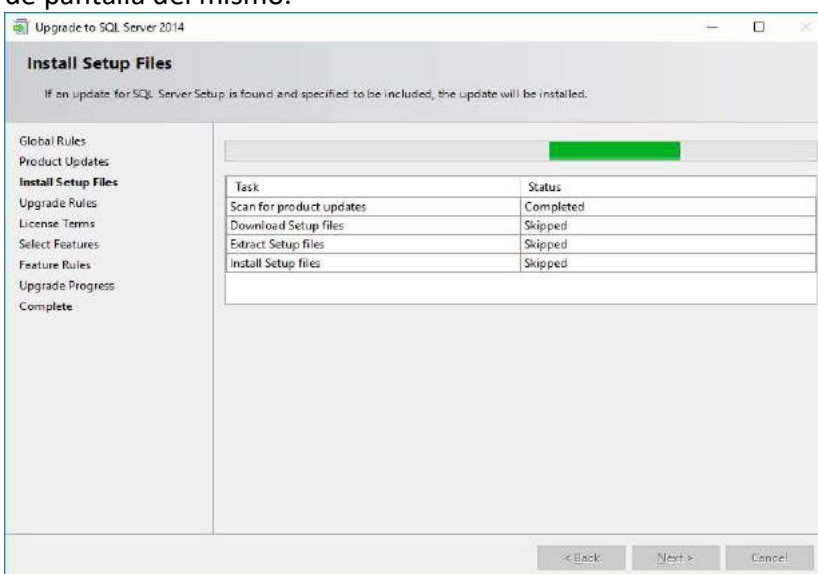 de pantalla del mismo.
Upgrade to SQL Server 2014
Install Setup Files
If an update for SQL Server Setup is found and specified to be included, the update will be installed.
Global Rules
Product Updates
Install Setup Files
Upgrade Rules
License Terms
Select Features
Feature Rules
Upgrade Progress
Complete
Task Status
Scan for product updates Completed
Download Setup files Skipped
Extract Setup files Skipped
Install Setup files Skipped
< Back Next > Cancel